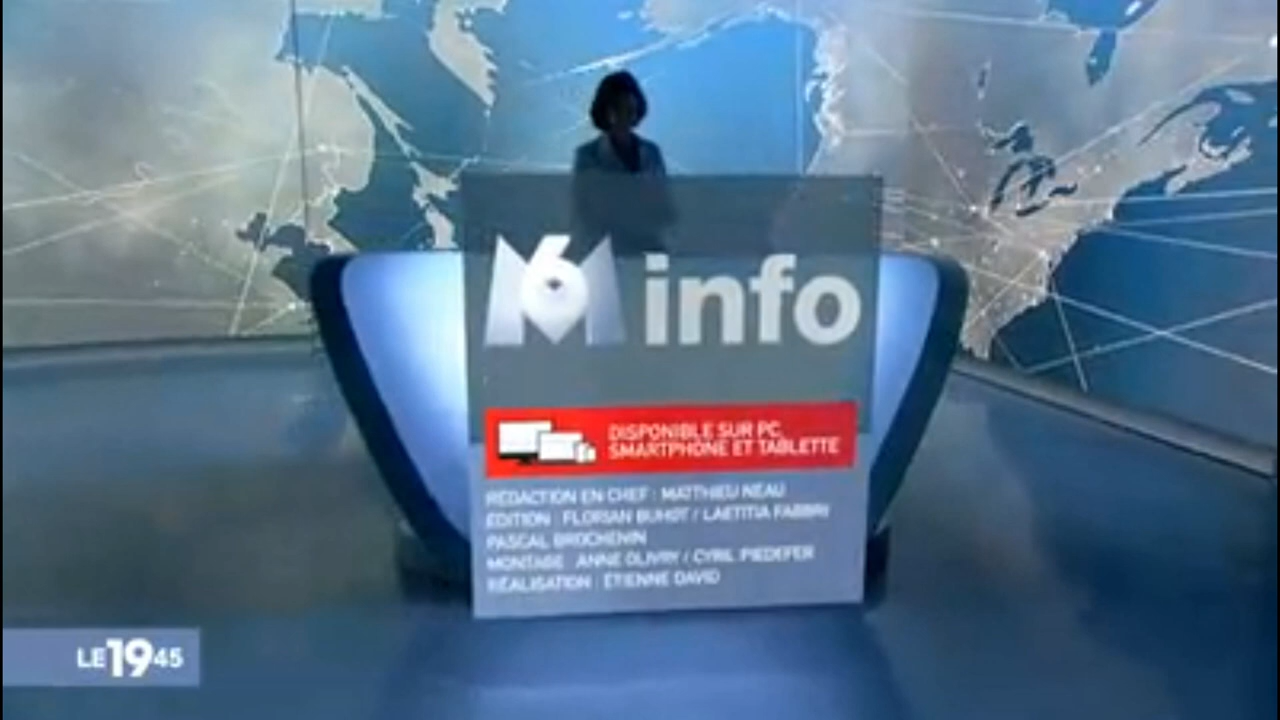 M6 info
DISPONIBLE SUR PC,
SMARTPHONE ET TABLETTE
RÉDACTION EN CHEF : MATTHIEU NEAU
ÉDITION : FLORIAN BUHOT / LAETITIA FABBRI
PASCAL BROCHENIN
MONTAGE : ANNE OLIVRY / CYRIL PIEDEFER
RÉALISATION : ÉTIENNE DAVID
LE 19 45